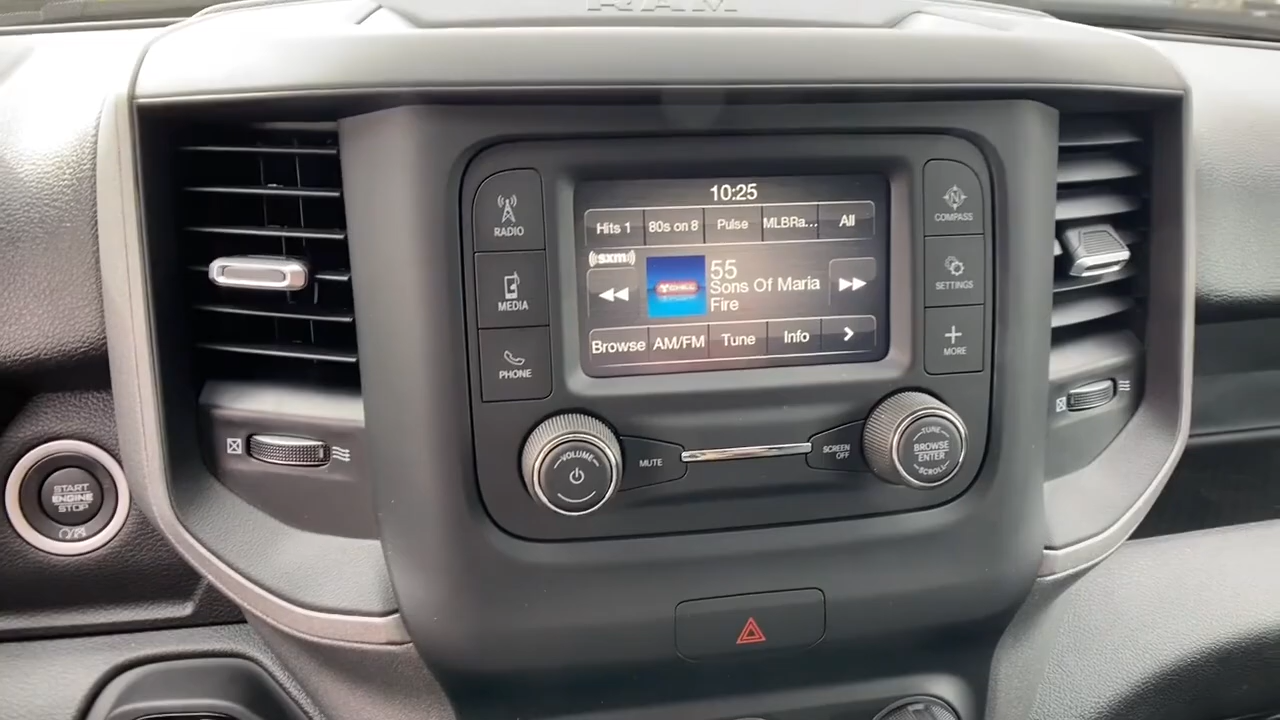 RAM
10:25
Hits 1 80s on 8 Pulse MLBRa... All
((sxm))
55
Sons Of Maria
Fire
CHILL
Browse AM/FM Tune Info
RADIO
MEDIA
PHONE
N
COMPASS
SETTINGS
MORE
VOLUME
MUTE
SCREEN
OFF
TUNE
BROWSE
ENTER
SCROLL
START
ENGINE
STOP